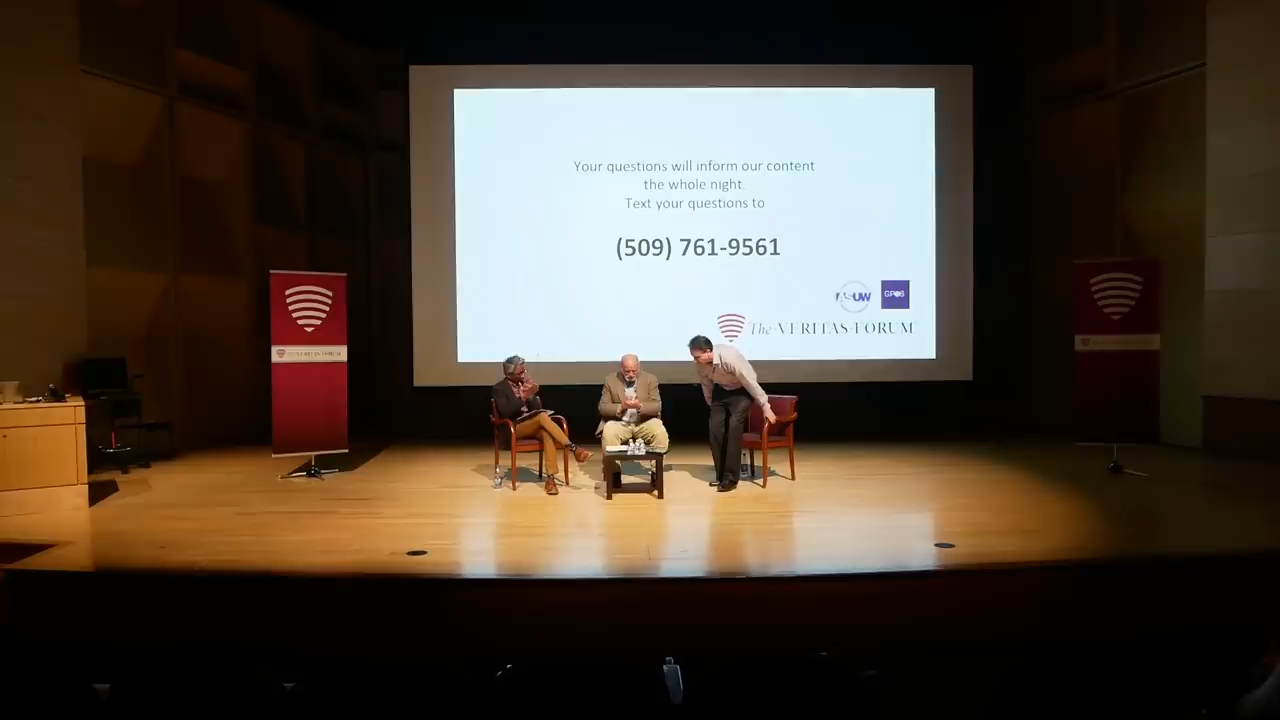 Your questions will inform our content
the whole night.
Text your questions to
(509) 761-9561
ASUW
The VERITAS FORUM